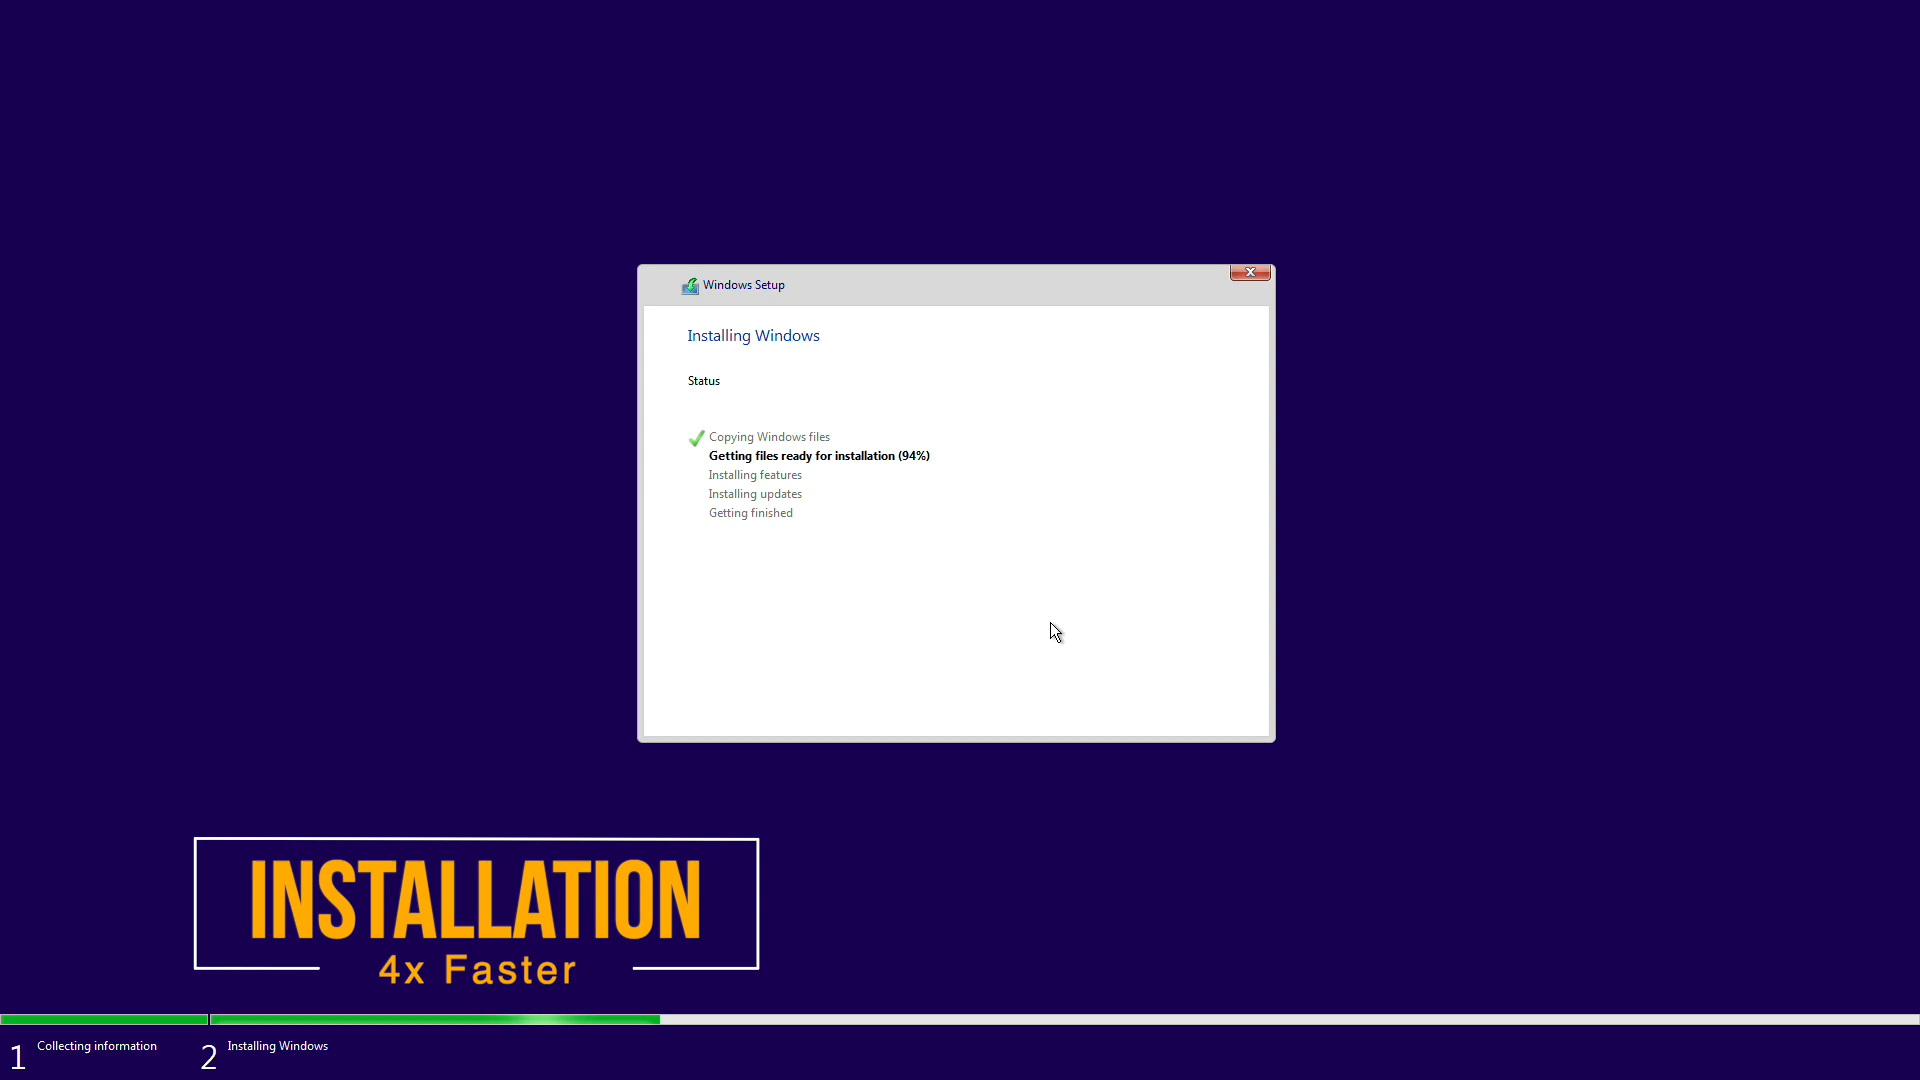 Windows Setup
Installing Windows
Status
Copying Windows files
Getting files ready for installation (94%)
Installing features
Installing updates
Getting finished
INSTALLATION
4x Faster
1 Collecting information
2 Installing Windows